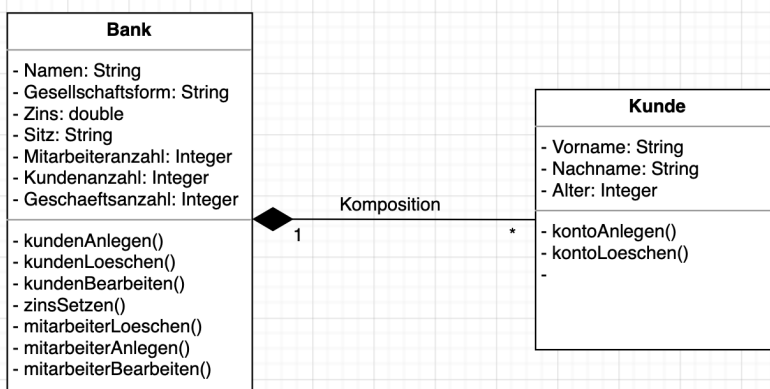 Bank
- Namen: String
- Gesellschaftsform: String
- Zins: double
- Sitz: String
- Mitarbeiteranzahl: Integer
- Kundenanzahl: Integer
- Geschaeftsanzahl: Integer
- kundenAnlegen()
- kundenLoeschen()
- kundenBearbeiten()
- zinsSetzen()
- mitarbeiterLoeschen()
- mitarbeiterAnlegen()
- mitarbeiterBearbeiten()
Komposition
1
*
Kunde
- Vorname: String
- Nachname: String
- Alter: Integer
- kontoAnlegen()
- kontoLoeschen()
-